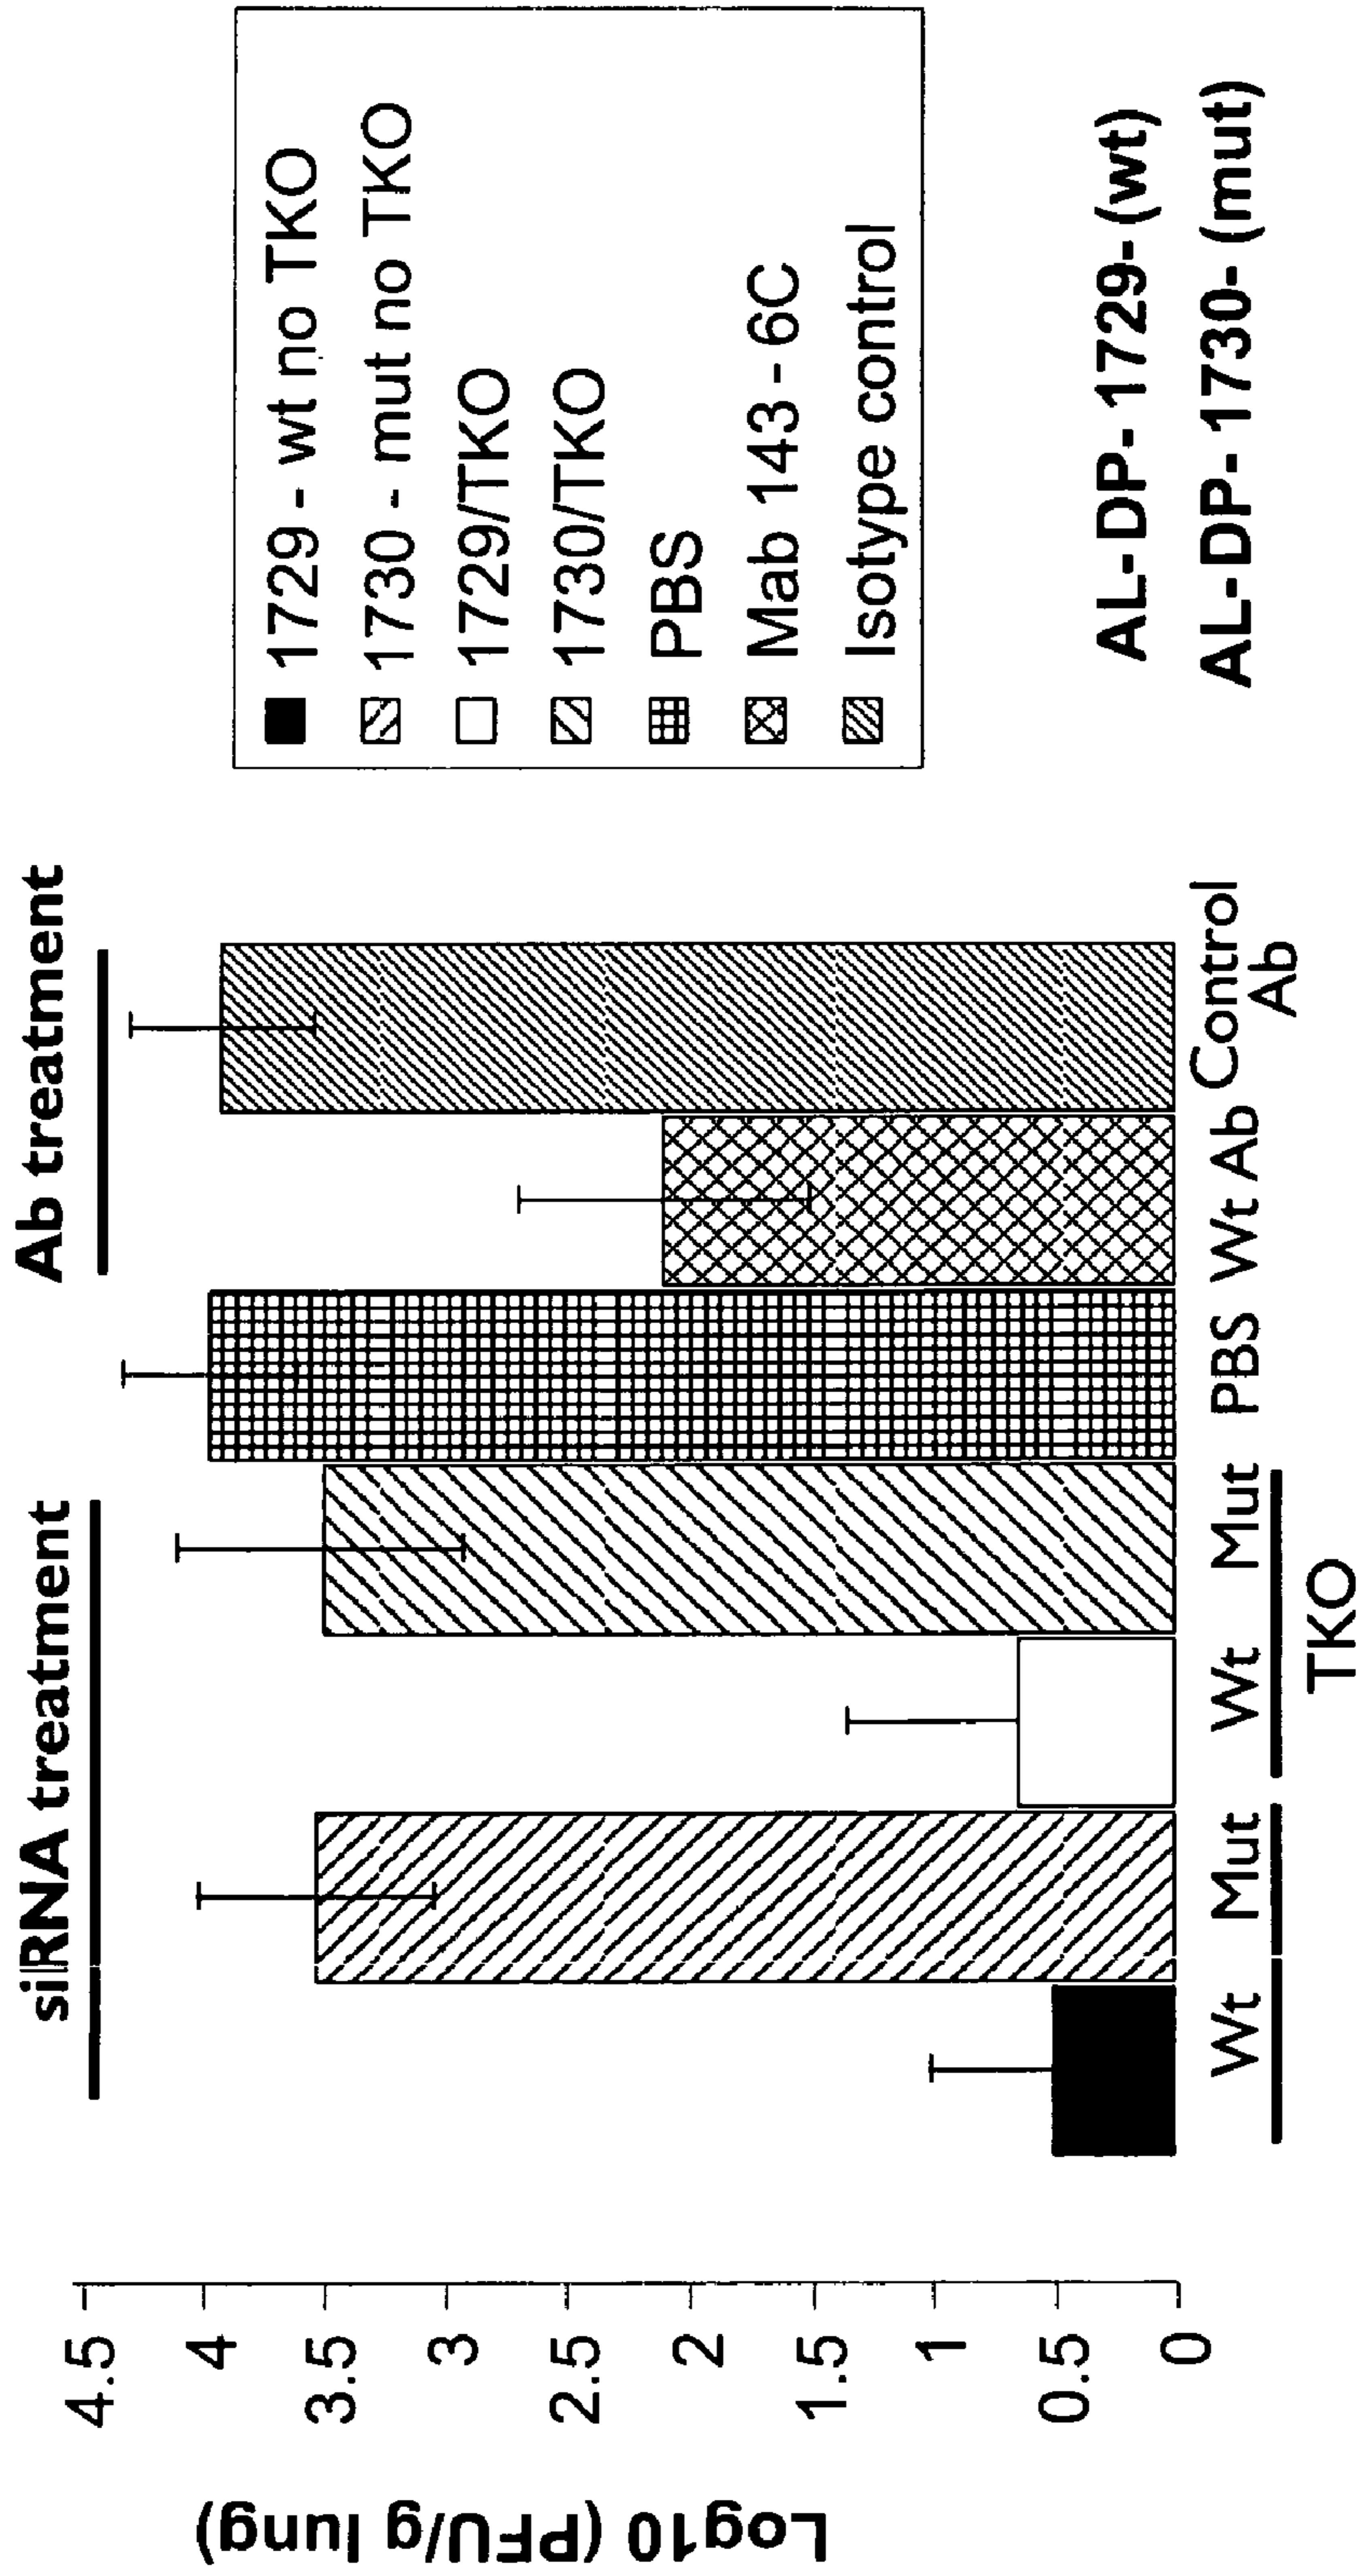 siRNA treatment
Ab treatment
Log10 (PFU/g lung)
4.5
4
3.5
3
2.5
2
1.5
1
0.5
0
Wt Mut Wt Mut PBS Wt Ab Control
Ab
TKO
1729 - wt no TKO
1730 - mut no TKO
1729/TKO
1730/TKO
PBS
Mab 143 - 6C
Isotype control
AL-DP- 1729- (wt)
AL-DP- 1730- (mut)